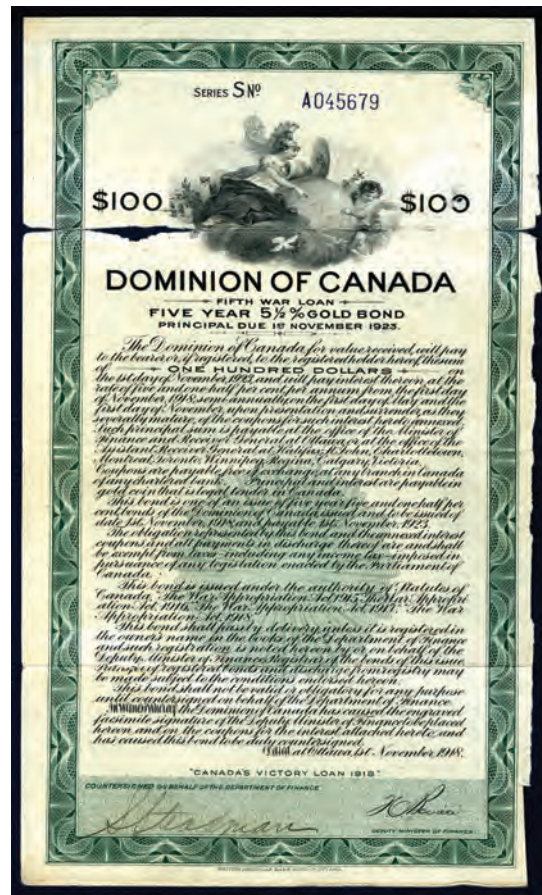 SERIES S Nº A045679
$100 $100
DOMINION OF CANADA
FIFTH WAR LOAN
FIVE YEAR 5½% GOLD BOND
PRINCIPAL DUE 1st NOVEMBER 1923.
The Dominion of Canada for value received, will pay
to the bearer or, if registered, to the registered holder hereof, the sum
of ONE HUNDRED DOLLARS on
the 1st day of November, 1923, and will pay interest thereon, at the
rate of five and one half per cent. per annum, from the first day
of November, 1918, semi-annually on the first day of May and the
first day of November, upon presentation and surrender, as they
severally mature, of the coupons for such interest hereto annexed.
Such principal sum is payable at the office of the Minister of
Finance and Receiver General at Ottawa, or at the office of the
Assistant Receiver General at Halifax, St. John, Charlottetown,
Montreal, Toronto, Winnipeg, Regina, Calgary, Victoria.
Coupons are payable, free of exchange, at any branch in Canada
of any chartered bank. Principal and interest are payable in
gold coin that is legal tender in Canada.
This bond is one of an issue of five year five and one half per
cent. bonds of the Dominion of Canada issued and to be issued of
date 1st November, 1918, and payable 1st November, 1923.
The obligation represented by this bond and the annexed interest
coupons and all payments in discharge thereof are and shall
be exempt from taxes—including any income tax—imposed in
pursuance of any legislation enacted by the Parliament of
Canada.
This bond is issued under the authority of Statutes of
Canada, The War Appropriation Act, 1915, The War Appropri-
ation Act, 1916, The War Appropriation Act, 1917, The War
Appropriation Act, 1918.
This bond shall pass by delivery unless it is registered in
the owner's name in the books of the Department of Finance
and such registration is noted hereon by or on behalf of the
Deputy Minister of Finance, Registrar of the bonds of this issue.
Transfer of registered bonds and discharge from registry may
be made subject to the conditions endorsed hereon.
This bond shall not be valid or obligatory for any purpose
until countersigned on behalf of the Department of Finance.
In witness whereof the Dominion of Canada has caused the engraved
facsimile signature of the Deputy Minister of Finance to be placed
hereon and on the coupons for the interest attached hereto and
has caused this bond to be duly countersigned.
Dated at Ottawa, 1st November, 1918.
"CANADA'S VICTORY LOAN 1918"
COUNTERSIGNED ON BEHALF OF THE DEPARTMENT OF FINANCE
DEPUTY MINISTER OF FINANCE